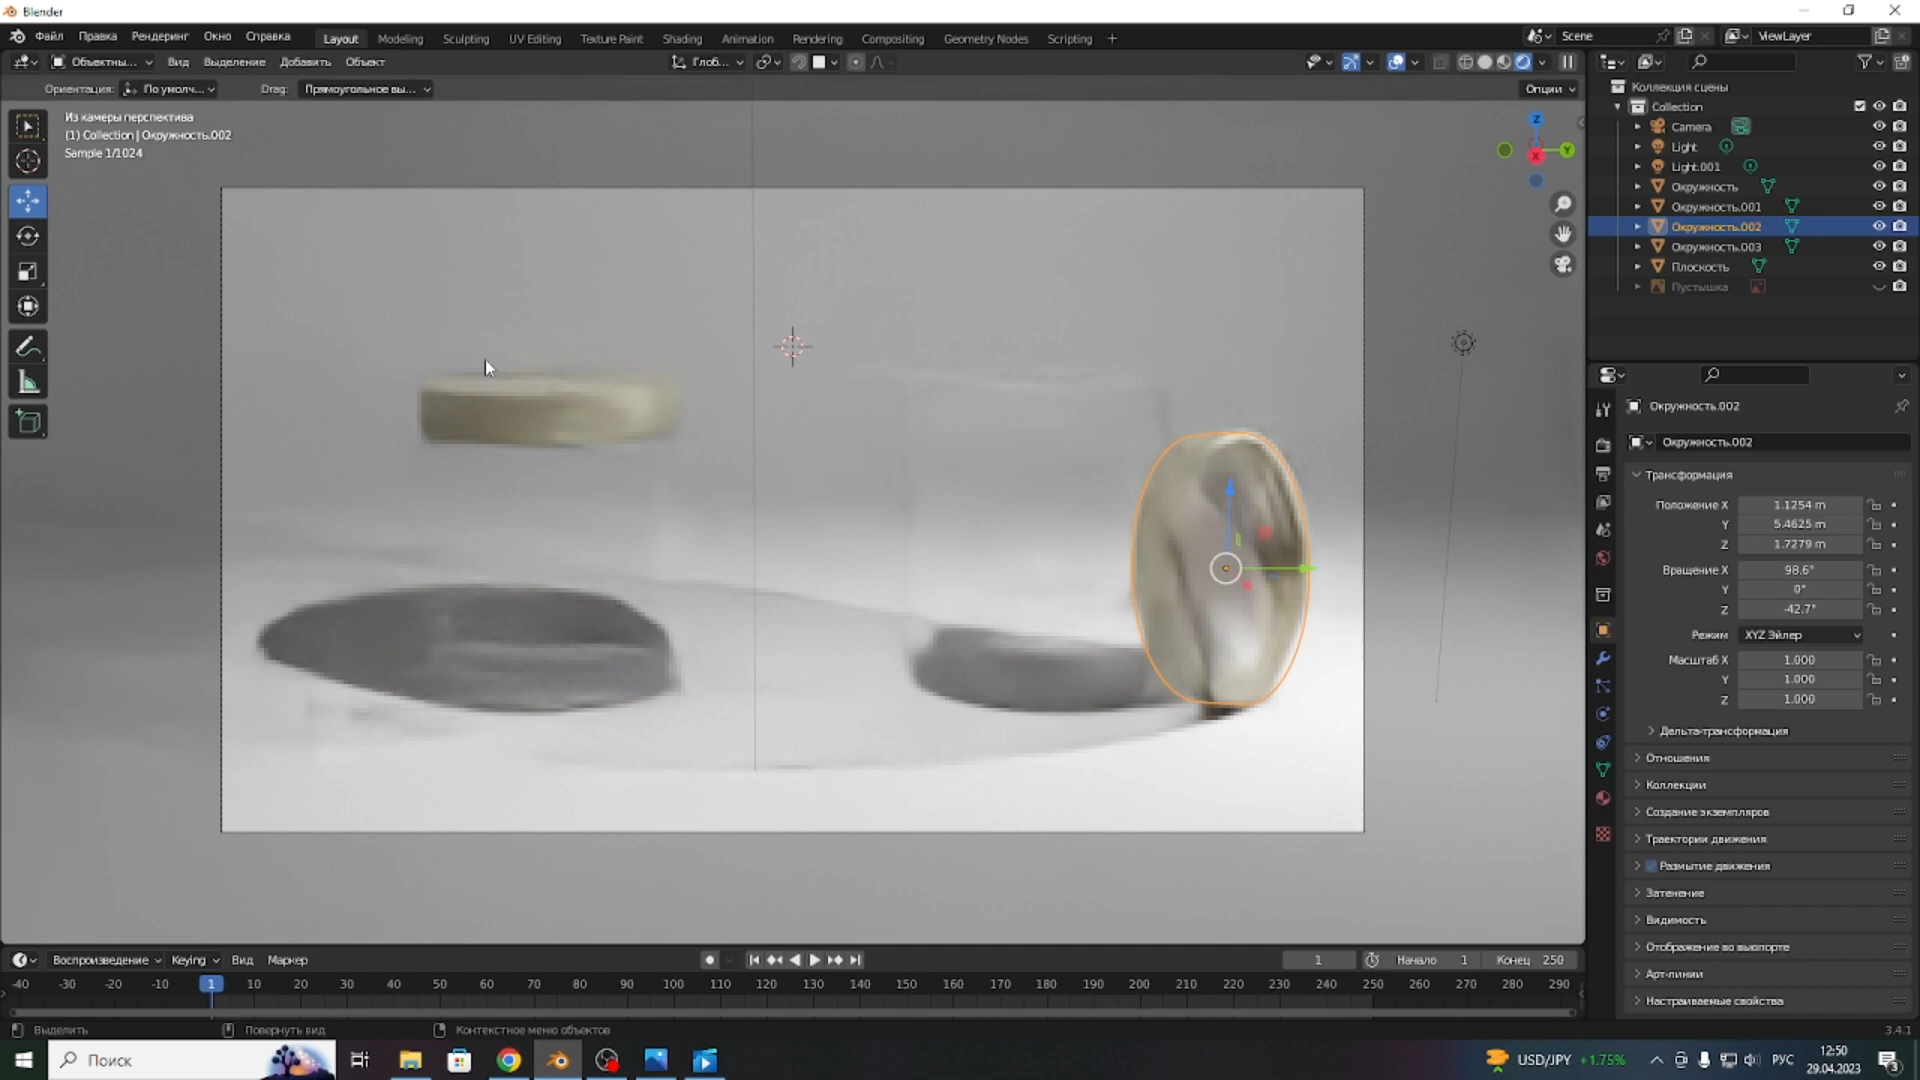 Blender
Файл Правка Рендеринг Окно Справка Layout Modeling Sculpting UV Editing Texture Paint Shading Animation Rendering Compositing Geometry Nodes Scripting + Scene ViewLayer
Объектны... Вид Выделение Добавить Объект Глоб...
Ориентация: По умолч... Drag: Прямоугольное вы... Опции
Из камеры перспектива
(1) Collection | Окружность.002
Sample 1/1024
Z
Y
X
Коллекция сцены
Collection
Camera
Light
Light.001
Окружность
Окружность.001
Окружность.002
Окружность.003
Плоскость
Пустышка
Окружность.002
Окружность.002
Трансформация
Положение X 1.1254 m
Y 5.4625 m
Z 1.7279 m
Вращение X 98.6°
Y 0°
Z -42.7°
Режим XYZ Эйлер
Масштаб X 1.000
Y 1.000
Z 1.000
Дельта-трансформация
Отношения
Коллекции
Создание экземпляров
Траектории движения
Размытие движения
Затенение
Видимость
Отображение во вьюпорте
Арт-линии
Настраиваемые свойства
Воспроизведение Keying Вид Маркер 1 Начало 1 Конец 250
-40 -30 -20 -10 1 10 20 30 40 50 60 70 80 90 100 110 120 130 140 150 160 170 180 190 200 210 220 230 240 250 260 270 280 290
Выделить Повернуть вид Контекстное меню объектов 3.4.1
Поиск USD/JPY +1.75% РУС 12:50
29.04.2023 3